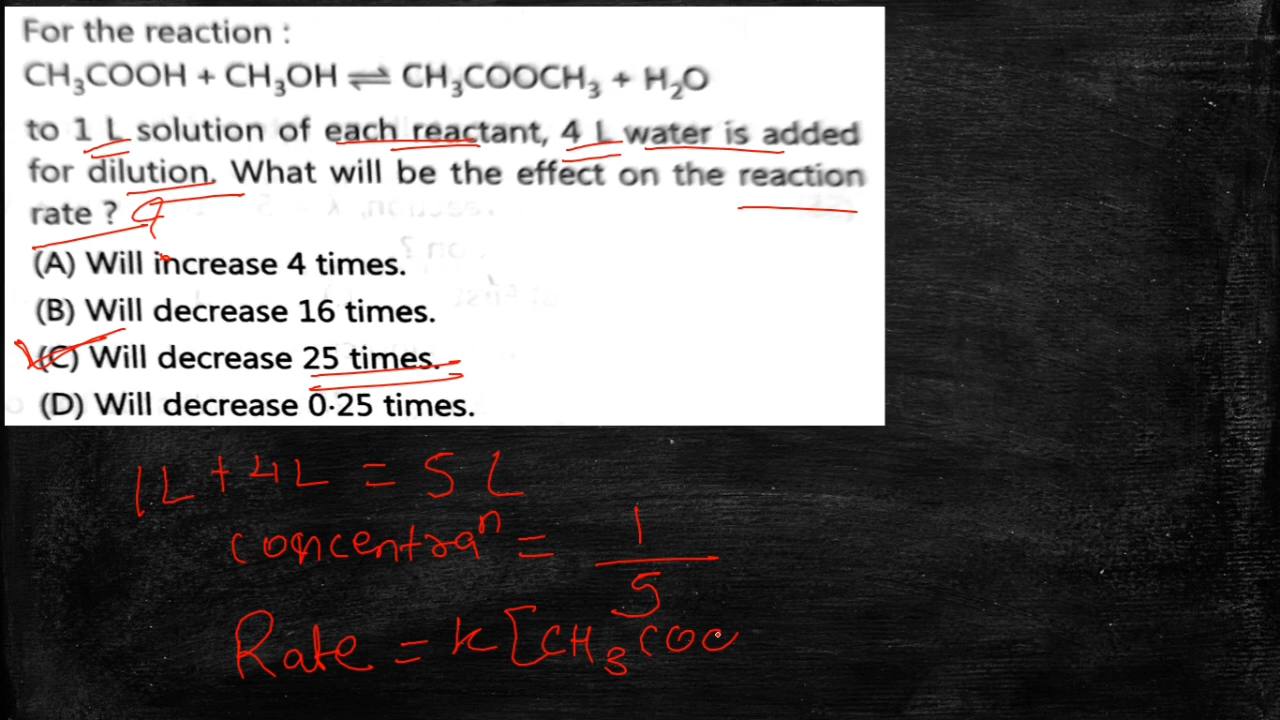 For the reaction :
CH₃COOH + CH₃OH ⇌ CH₃COOCH₃ + H₂O
to 1 L solution of each reactant, 4 L water is added
for dilution. What will be the effect on the reaction
rate ?
(A) Will increase 4 times.
(B) Will decrease 16 times.
(C) Will decrease 25 times.
(D) Will decrease 0·25 times.
1L + 4L = 5L
concentraⁿ = 1/5
Rate = k[CH₃COO